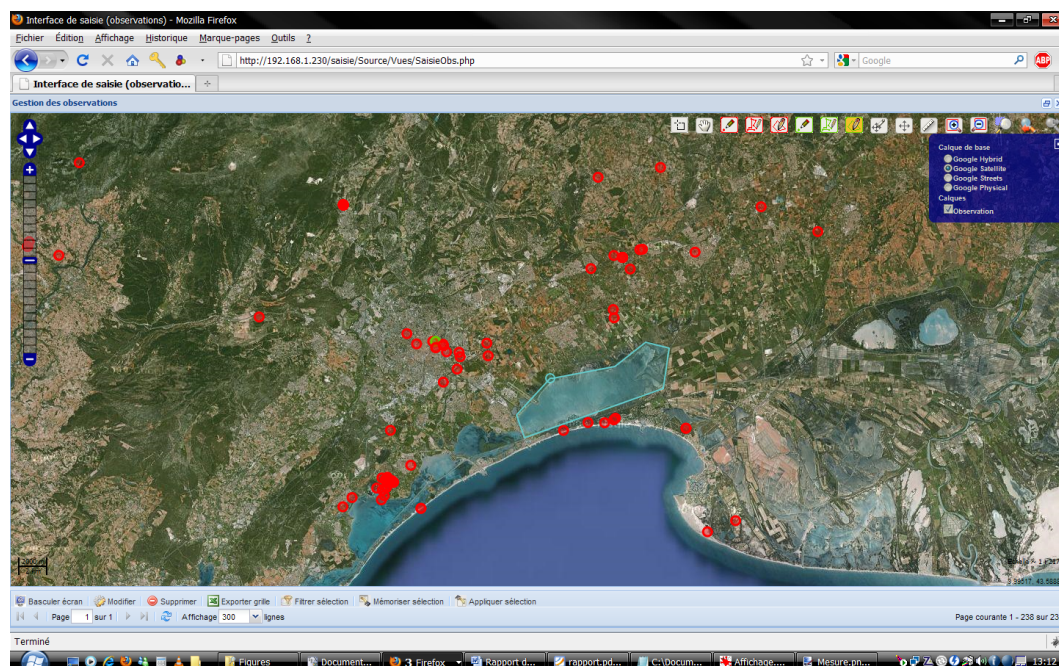 Interface de saisie (observations) - Mozilla Firefox
Fichier Édition Affichage Historique Marque-pages Outils ?
http://192.168.1.230/saisie/Source/Vues/SaisieObs.php
Google
ABP
Interface de saisie (observatio...
Gestion des observations
Calque de base
Google Hybrid
Google Satellite
Google Streets
Google Physical
Calques
Observation
Basculer écran Modifier Supprimer Exporter grille Filtrer sélection Mémoriser sélection Appliquer sélection
Page 1 sur 1 Affichage 300 lignes
Page courante 1 - 238 sur 23
Terminé
Figures Document... 3 Firefox Rapport d... rapport.pd... C:\Docum... Affichage.... Mesure.pn... 13:12